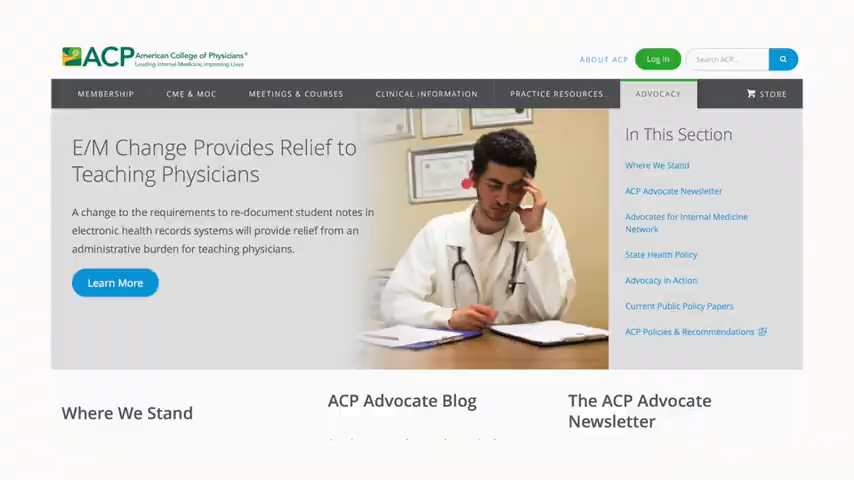 ACP American College of Physicians®
Leading Internal Medicine, Improving Lives
ABOUT ACP
Log In
Search ACP...
MEMBERSHIP
CME & MOC
MEETINGS & COURSES
CLINICAL INFORMATION
PRACTICE RESOURCES
ADVOCACY
STORE
E/M Change Provides Relief to
Teaching Physicians
A change to the requirements to re-document student notes in
electronic health records systems will provide relief from an
administrative burden for teaching physicians.
Learn More
In This Section
Where We Stand
ACP Advocate Newsletter
Advocates for Internal Medicine
Network
State Health Policy
Advocacy in Action
Current Public Policy Papers
ACP Policies & Recommendations
Where We Stand
ACP Advocate Blog
The ACP Advocate
Newsletter